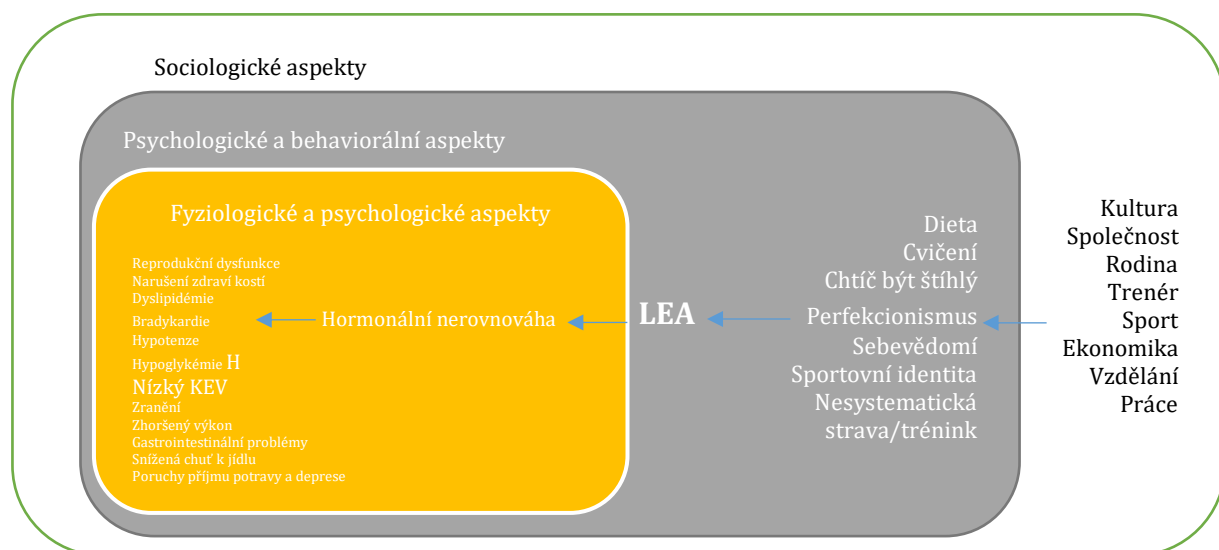 Sociologické aspekty
Psychologické a behaviorální aspekty
Fyziologické a psychologické aspekty
Reprodukční dysfunkce
Narušení zdraví kostí
Dyslipidémie
Bradykardie
Hypotenze
Hypoglykémie H
Nízký KEV
Zranění
Zhoršený výkon
Gastrointestinální problémy
Snížená chuť k jídlu
Poruchy příjmu potravy a deprese
Hormonální nerovnováha
LEA
Dieta
Cvičení
Chtíč být štíhlý
Perfekcionismus
Sebevědomí
Sportovní identita
Nesystematická
strava/trénink
Kultura
Společnost
Rodina
Trenér
Sport
Ekonomika
Vzdělání
Práce